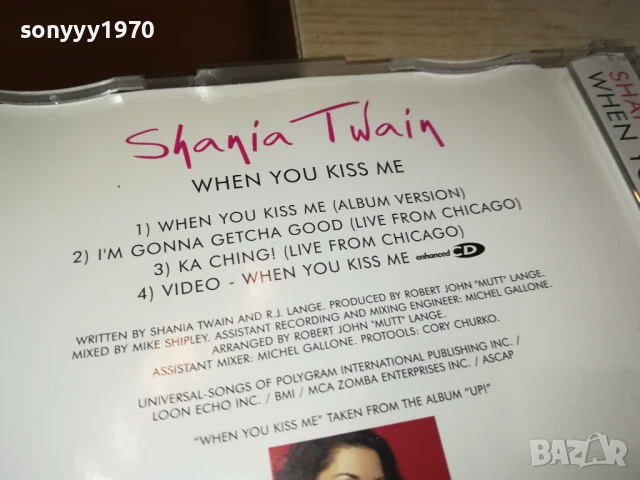 sonyyy1970
Shania Twain
WHEN YOU KISS ME
1) WHEN YOU KISS ME (ALBUM VERSION)
2) I'M GONNA GETCHA GOOD (LIVE FROM CHICAGO)
3) KA CHING! (LIVE FROM CHICAGO)
4) VIDEO - WHEN YOU KISS ME enhanced CD
WRITTEN BY SHANIA TWAIN AND R.J. LANGE. PRODUCED BY ROBERT JOHN "MUTT" LANGE.
MIXED BY MIKE SHIPLEY. ASSISTANT RECORDING AND MIXING ENGINEER: MICHEL GALLONE.
ARRANGED BY ROBERT JOHN "MUTT" LANGE.
ASSISTANT MIXER: MICHEL GALLONE. PROTOOLS: CORY CHURKO.
UNIVERSAL-SONGS OF POLYGRAM INTERNATIONAL PUBLISHING INC. /
LOON ECHO INC. / BMI / MCA ZOMBA ENTERPRISES INC. / ASCAP
"WHEN YOU KISS ME" TAKEN FROM THE ALBUM "UP!"
SHAN
WHEN YO
BAZAR